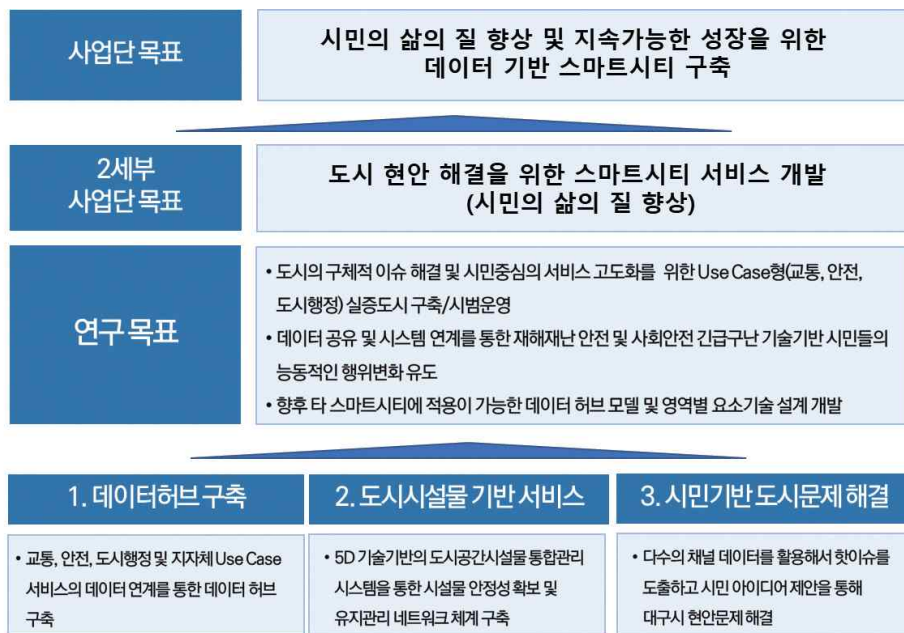 사업단 목표
시민의 삶의 질 향상 및 지속가능한 성장을 위한
데이터 기반 스마트시티 구축
2세부
사업단 목표
도시 현안 해결을 위한 스마트시티 서비스 개발
(시민의 삶의 질 향상)
연구 목표
• 도시의 구체적 이슈 해결 및 시민중심의 서비스 고도화를 위한 Use Case형(교통, 안전,
도시행정) 실증도시 구축/시범운영
• 데이터 공유 및 시스템 연계를 통한 재해재난 안전 및 사회안전 긴급구난 기술기반 시민들의
능동적인 행위변화 유도
• 향후 타 스마트시티에 적용이 가능한 데이터 허브 모델 및 영역별 요소기술 설계 개발
1. 데이터허브 구축
• 교통, 안전, 도시행정 및 지자체 Use Case
서비스의 데이터 연계를 통한 데이터 허브
구축
2. 도시시설물 기반 서비스
• 5D 기술기반의 도시공간시설물 통합관리
시스템을 통한 시설물 안정성 확보 및
유지관리 네트워크 체계 구축
3. 시민기반 도시문제 해결
• 다수의 채널 데이터를 활용해서 핫이슈를
도출하고 시민 아이디어 제안을 통해
대구시 현안문제 해결